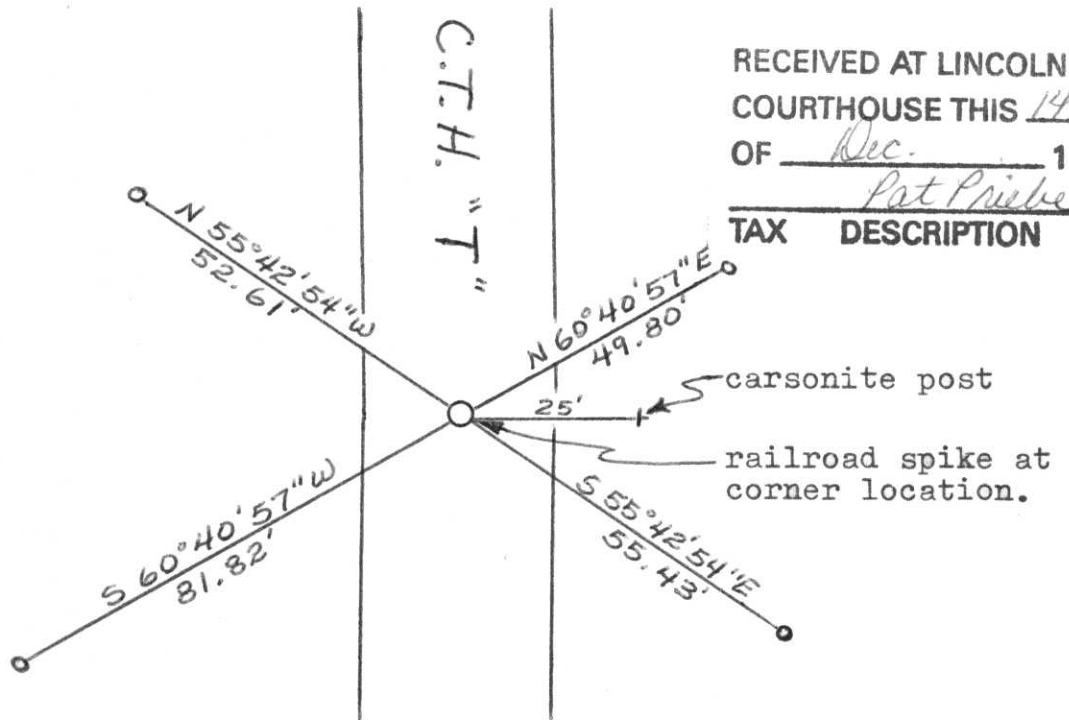 C.T.H. "T"
RECEIVED AT LINCOLN
COURTHOUSE THIS 14
OF Dec. 1
Pat Priebe
TAX DESCRIPTION
N 55°42'54"W
52.61'
N 60°40'57"E
49.80'
25'
carsonite post
railroad spike at
corner location.
S 60°40'57"W
81.82'
S 55°42'54"E
55.43'